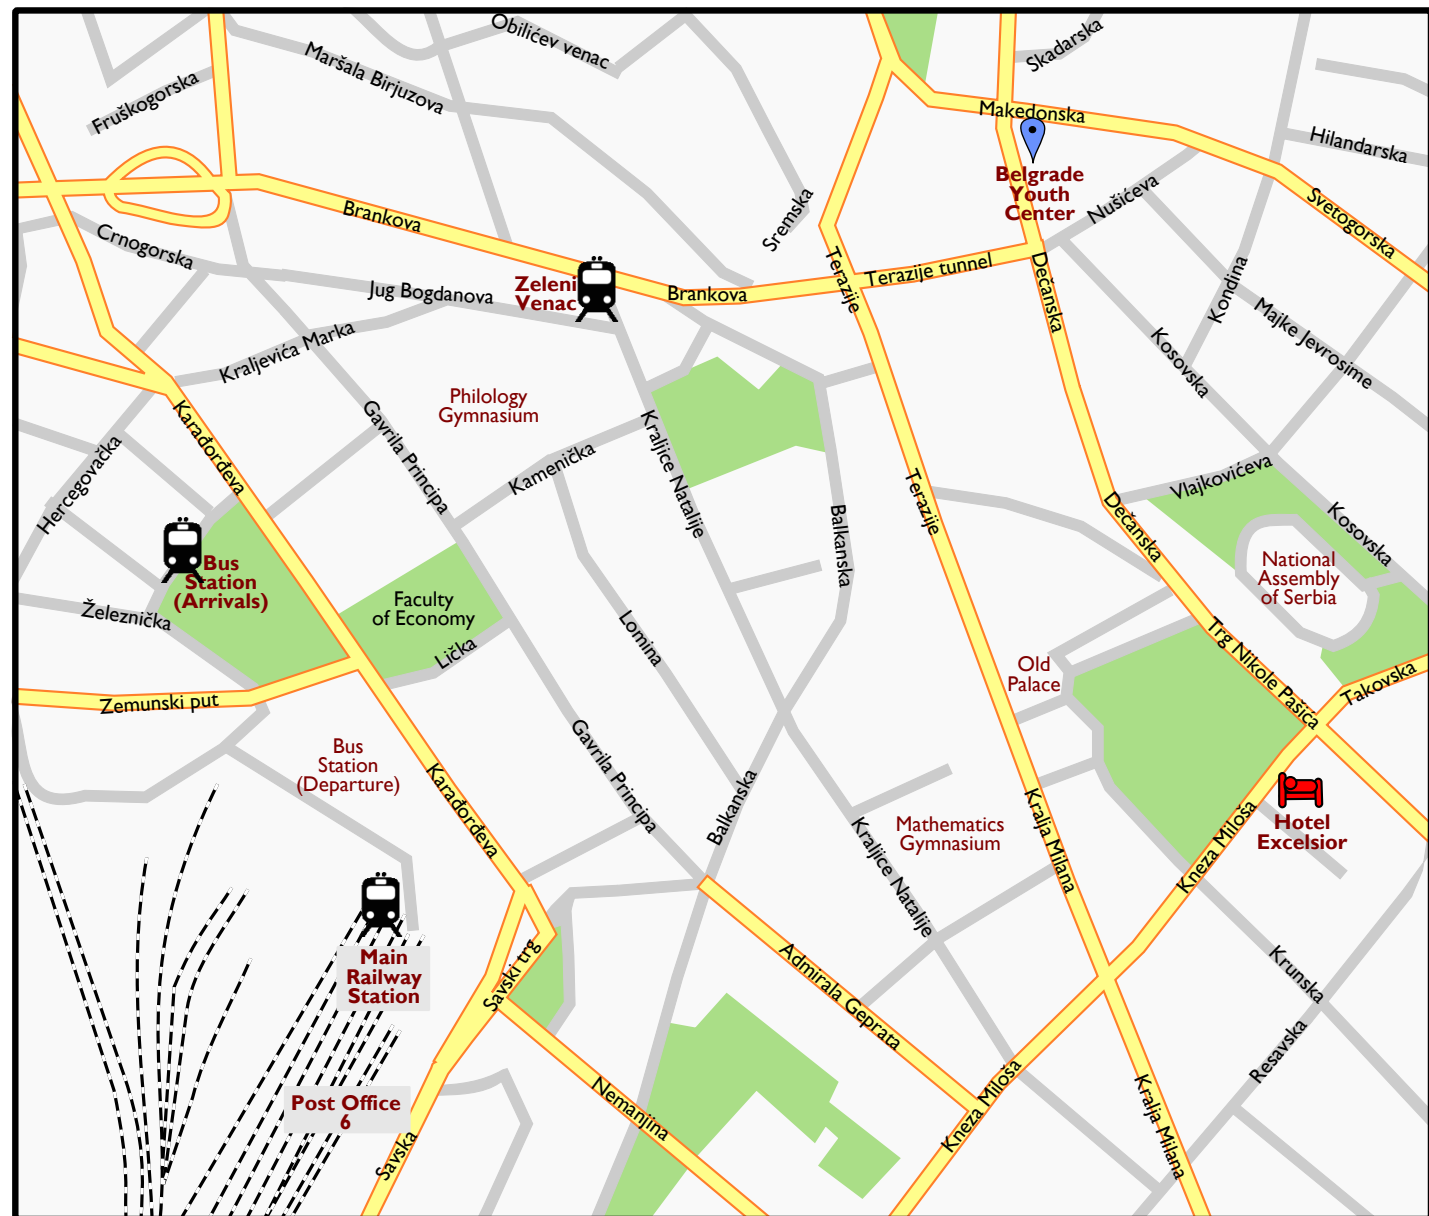 Obilićev venac
Skadarska
Maršala Birjuzova
Fruškogorska
Makedonska
Hilandarska
Belgrade
Youth
Center
Nušićeva
Sremska
Svetogorska
Brankova
Crnogorska
Terazije
Terazije tunnel
Dečanska
Kondina
Jug Bogdanova
Zeleni
Venac
Brankova
Majke Jevrosime
Kraljevića Marka
Kosovska
Philology
Gymnasium
Karađorđeva
Gavrila Principa
Kraljice Natalije
Hercegovačka
Kamenička
Terazije
Vlajkovićeva
Dečanska
Kosovska
Balkanska
Bus
Station
(Arrivals)
National
Assembly
of Serbia
Železnička
Faculty
of Economy
Lička
Lomina
Trg Nikole Pašića
Old
Palace
Takovska
Zemunski put
Bus
Station
(Departure)
Gavrila Principa
Karađorđeva
Balkanska
Kralja Milana
Kneza Miloša
Hotel
Excelsior
Mathematics
Gymnasium
Kraljice Natalije
Main
Railway
Station
Savski trg
Admirala Geprata
Krunska
Resavska
Post Office
6
Nemanjina
Kneza Miloša
Kralja Milana
Savska